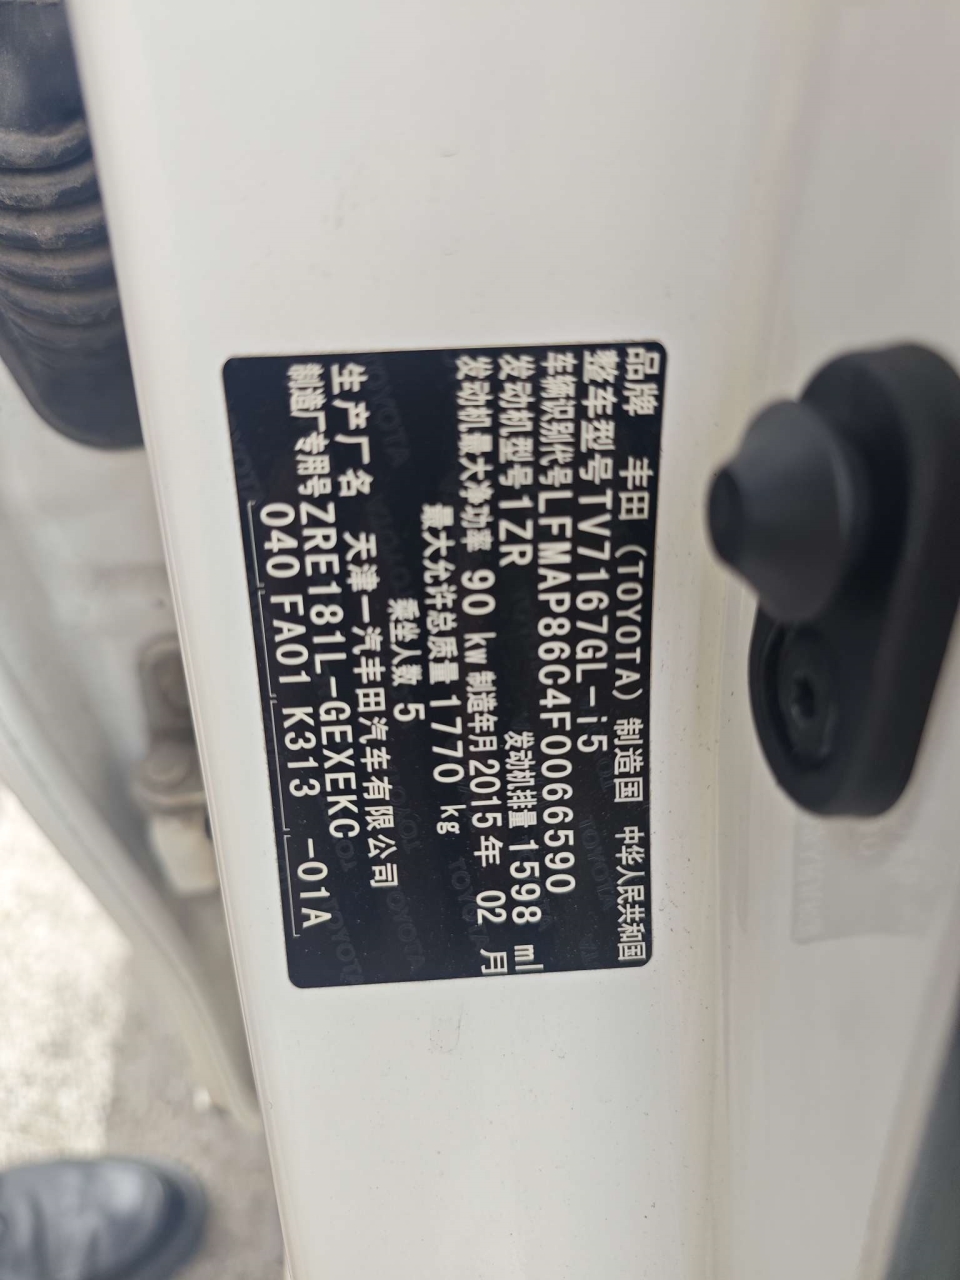 品牌 丰田（TOYOTA）制造国 中华人民共和国
整车型号TV7167GL-i5
车辆识别代号LFMAP86C4F0066590
发动机型号1ZR 发动机排量 1598 ml
发动机最大净功率 90 kw 制造年月2015年 02 月
最大允许总质量 1770 kg
乘坐人数 5
生产厂名 天津一汽丰田汽车有限公司
制造厂专用号ZRE181L-GEXEKC
040 FA01 K313 -01A